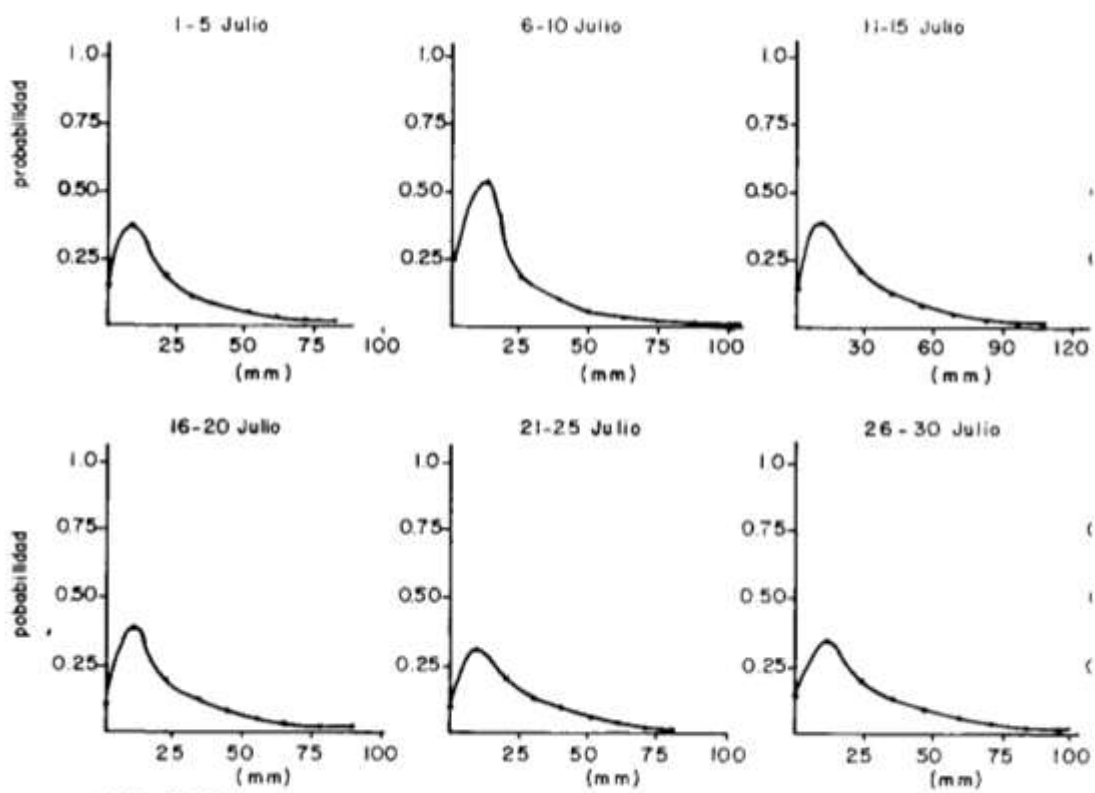 1-5 Julio
6-10 Julio
11-15 Julio
probabilidad
1.0
0.75
0.50
0.25
25 50 75 100
(mm)
1.0
0.75
0.50
0.25
25 50 75 100
(mm)
1.0
0.75
0.50
0.25
30 60 90 120
(mm)
16-20 Julio
21-25 Julio
26-30 Julio
pobabilidad
1.0
0.75
0.50
0.25
25 50 75 100
(mm)
1.0
0.75
0.50
0.25
25 50 75 100
(mm)
1.0
0.75
0.50
0.25
25 50 75 100
(mm)